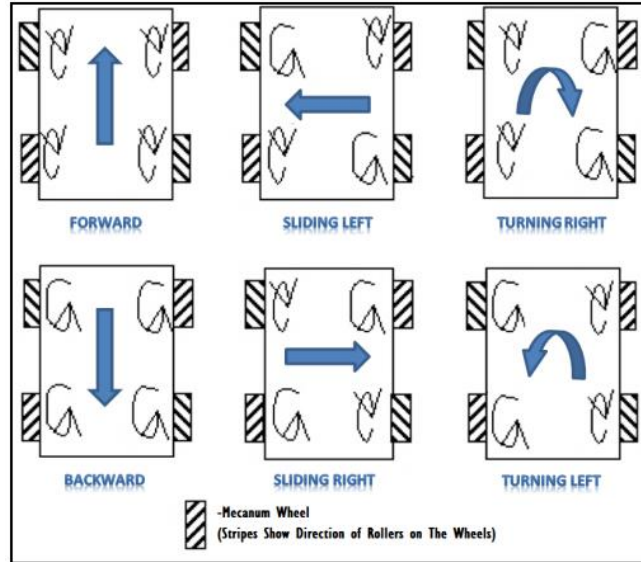 FORWARD
SLIDING LEFT
TURNING RIGHT
BACKWARD
SLIDING RIGHT
TURNING LEFT
-Mecanum Wheel
(Stripes Show Direction of Rollers on The Wheels)